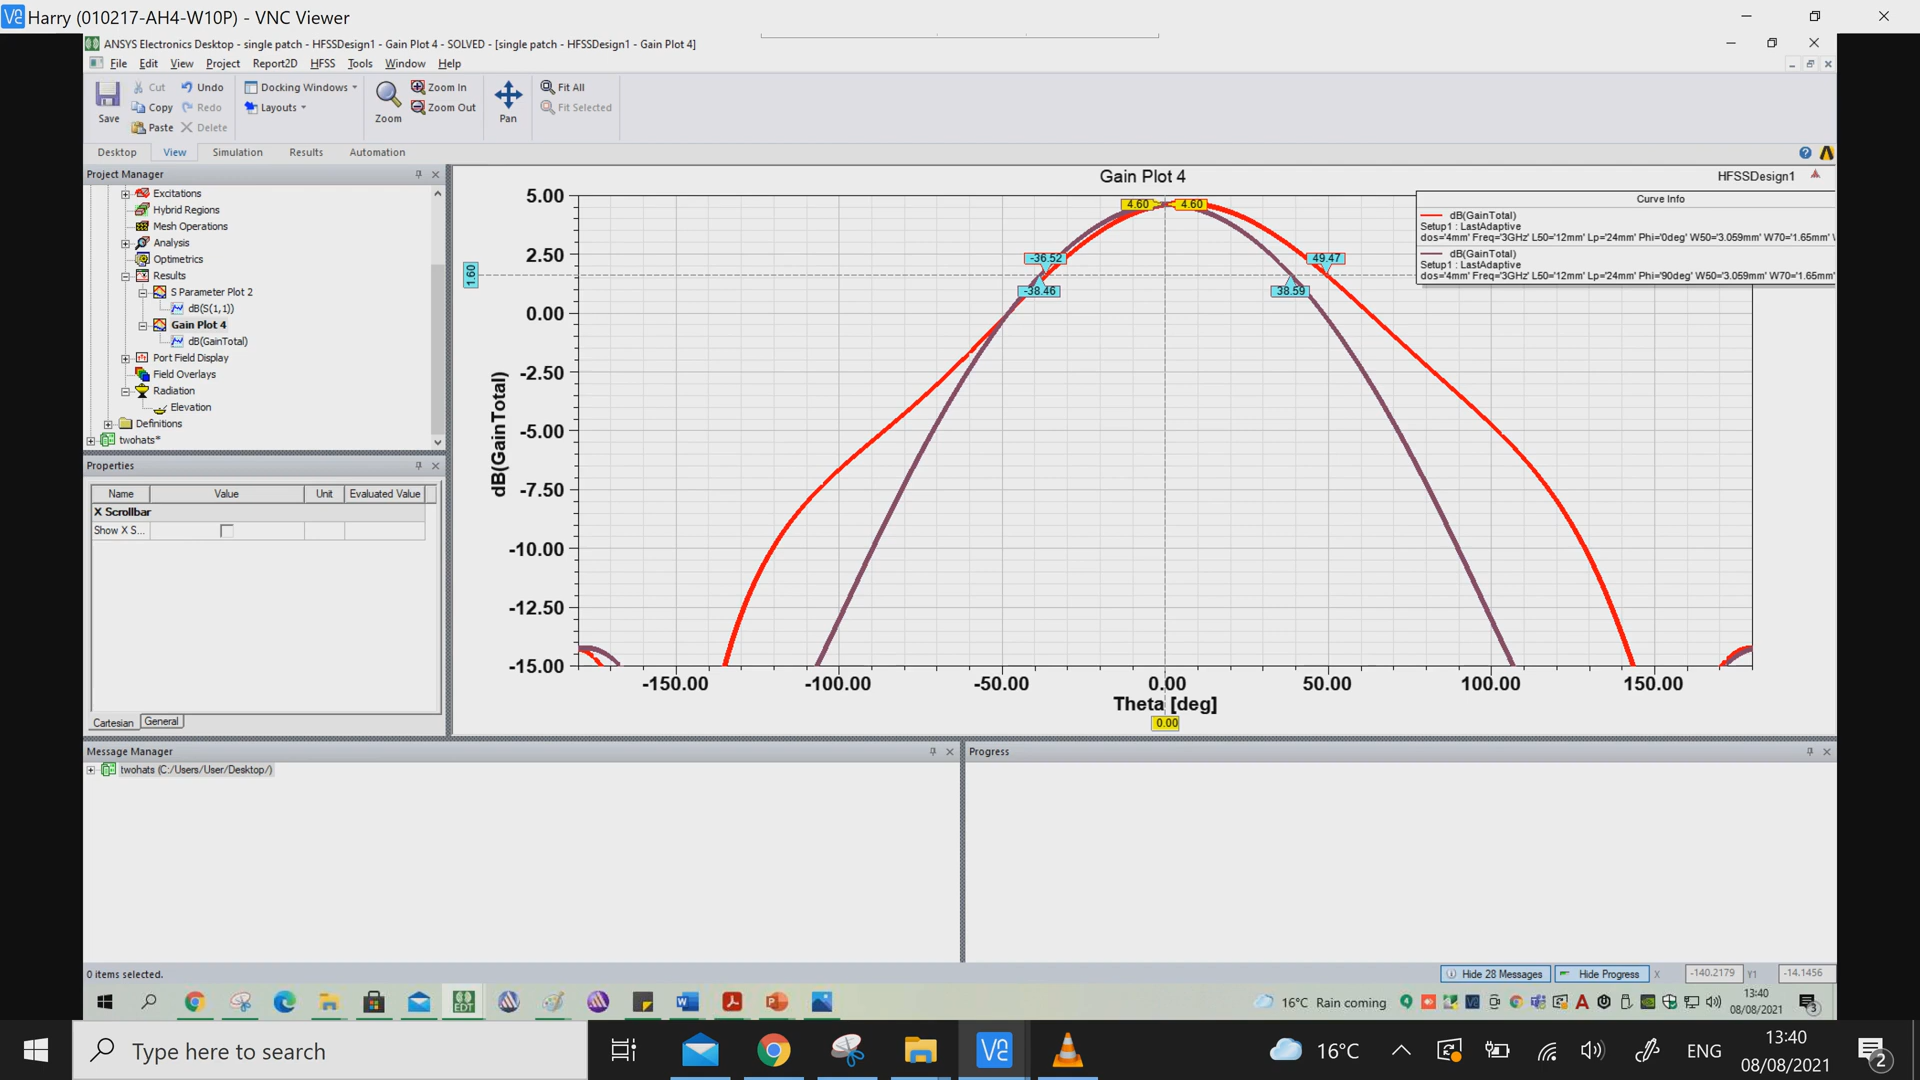 Harry (010217-AH4-W10P) - VNC Viewer
ANSYS Electronics Desktop - single patch - HFSSDesign1 - Gain Plot 4 - SOLVED - [single patch - HFSSDesign1 - Gain Plot 4]
File Edit View Project Report2D HFSS Tools Window Help
Save
Cut
Copy
Paste
Undo
Redo
Delete
Docking Windows
Layouts
Zoom
Zoom In
Zoom Out
Pan
Fit All
Fit Selected
Desktop View Simulation Results Automation
Project Manager
Excitations
Hybrid Regions
Mesh Operations
Analysis
Optimetrics
Results
S Parameter Plot 2
dB(S(1,1))
Gain Plot 4
dB(GainTotal)
Port Field Display
Field Overlays
Radiation
Elevation
Definitions
twohats*
Properties
Name Value Unit Evaluated Value
X Scrollbar
Show X S...
Cartesian General
Gain Plot 4
HFSSDesign1
Curve Info
dB(GainTotal)
Setup1 : LastAdaptive
dos='4mm' Freq='3GHz' L50='12mm' Lp='24mm' Phi='0deg' W50='3.059mm' W70='1.65mm'
dB(GainTotal)
Setup1 : LastAdaptive
dos='4mm' Freq='3GHz' L50='12mm' Lp='24mm' Phi='90deg' W50='3.059mm' W70='1.65mm'
4.60 4.60
-36.52 49.47
-38.46 38.59
1.60
dB(GainTotal)
5.00
2.50
0.00
-2.50
-5.00
-7.50
-10.00
-12.50
-15.00
-150.00 -100.00 -50.00 0.00 50.00 100.00 150.00
Theta [deg]
0.00
Message Manager
twohats (C:/Users/User/Desktop/)
Progress
0 items selected.
Hide 28 Messages Hide Progress X -140.2179 Y1 -14.1456
16°C Rain coming
13:40
08/08/2021
3
Type here to search
16°C
ENG
13:40
08/08/2021
2